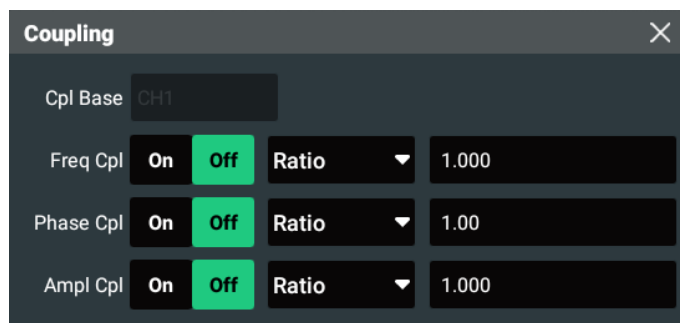 Coupling
Cpl Base CH1
Freq Cpl On Off Ratio 1.000
Phase Cpl On Off Ratio 1.00
Ampl Cpl On Off Ratio 1.000